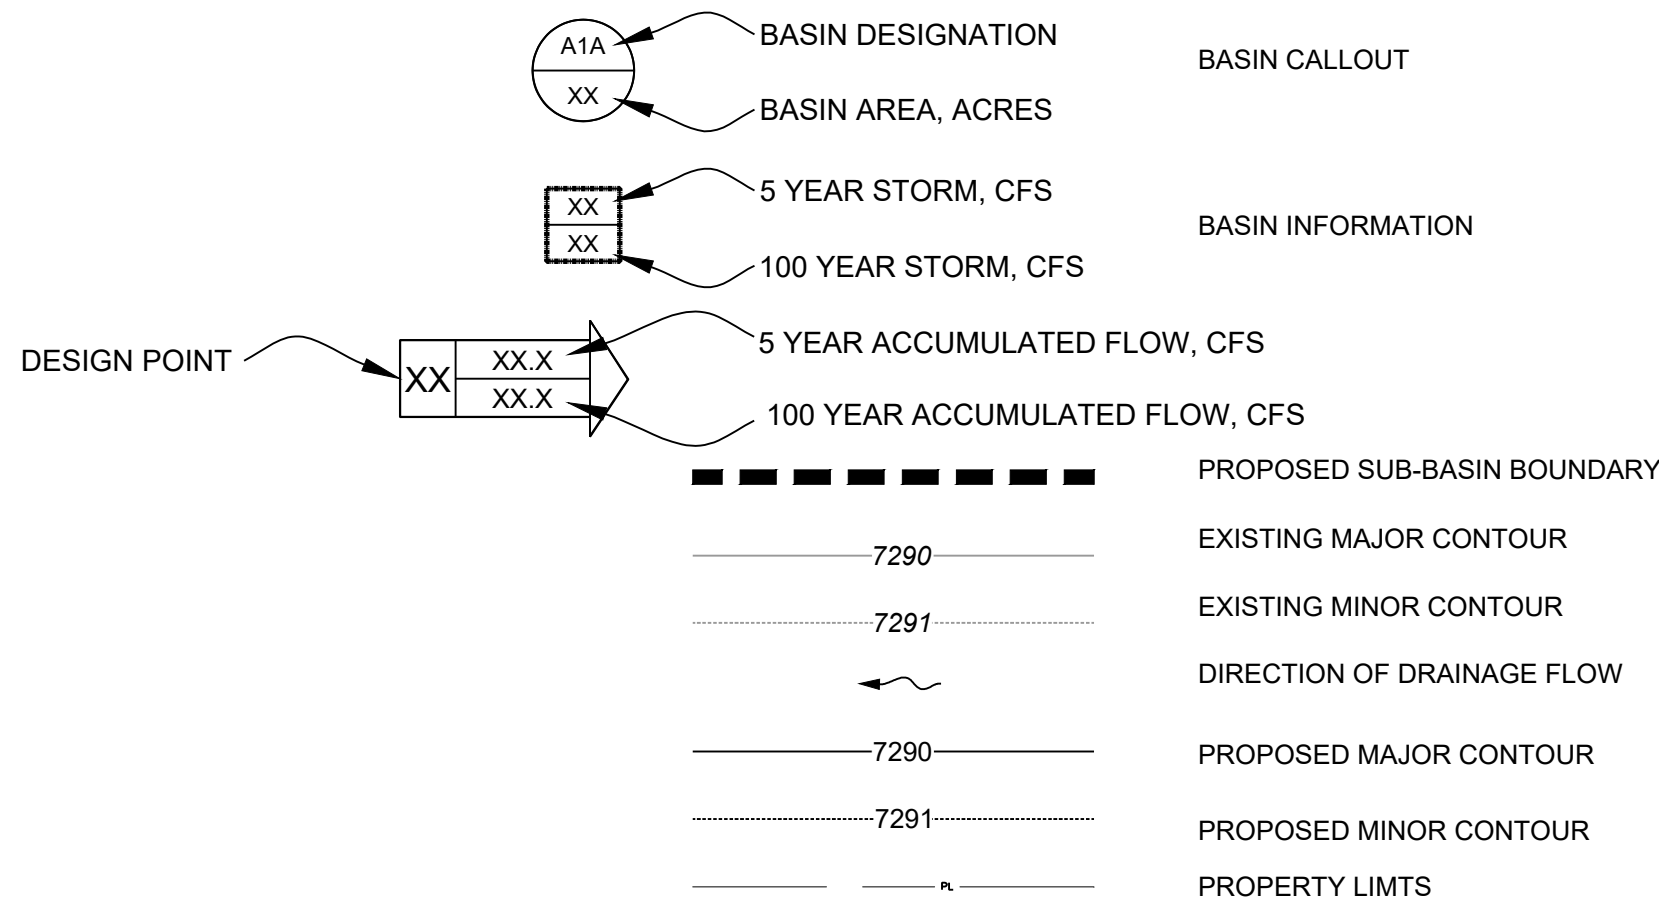 A1A
XX
BASIN DESIGNATION
BASIN AREA, ACRES
BASIN CALLOUT
XX
XX
5 YEAR STORM, CFS
100 YEAR STORM, CFS
BASIN INFORMATION
DESIGN POINT
XX
XX.X
XX.X
5 YEAR ACCUMULATED FLOW, CFS
100 YEAR ACCUMULATED FLOW, CFS
PROPOSED SUB-BASIN BOUNDARY
7290
EXISTING MAJOR CONTOUR
7291
EXISTING MINOR CONTOUR
DIRECTION OF DRAINAGE FLOW
7290
PROPOSED MAJOR CONTOUR
7291
PROPOSED MINOR CONTOUR
PL
PROPERTY LIMTS